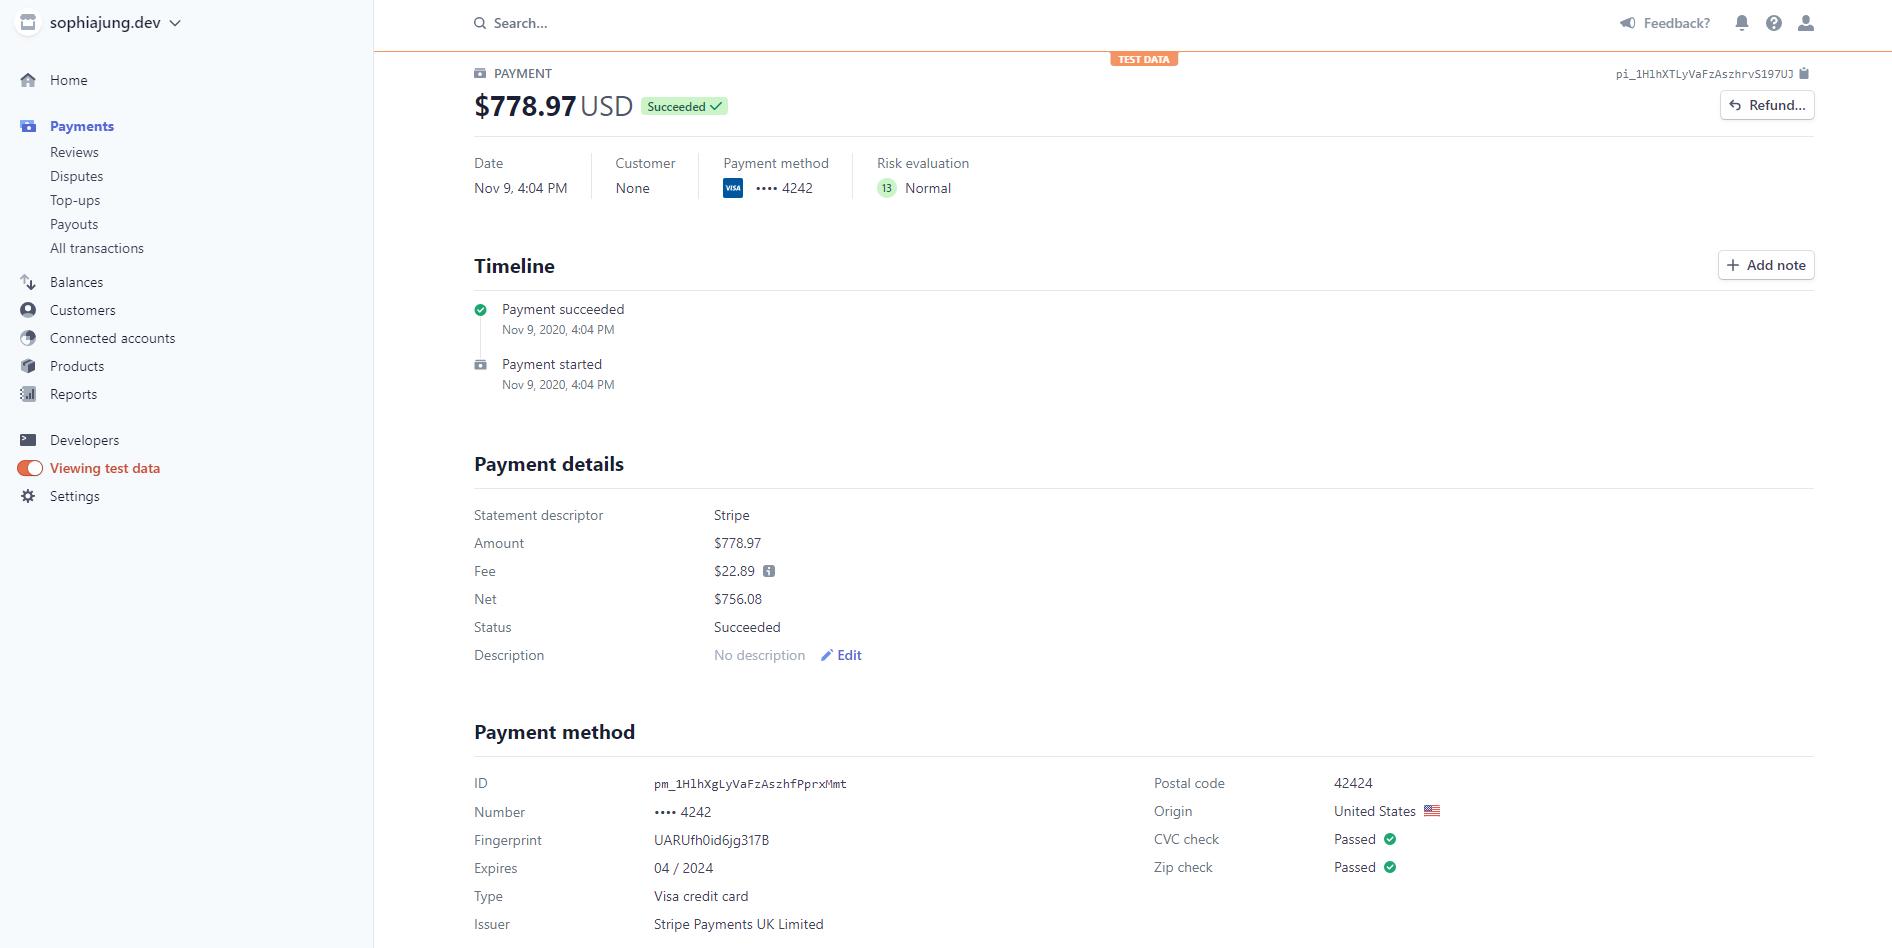 sophiajung.dev
Home
Payments
Reviews
Disputes
Top-ups
Payouts
All transactions
Balances
Customers
Connected accounts
Products
Reports
Developers
Viewing test data
Settings
Search...
Feedback?
TEST DATA
PAYMENT
pi_1HlhXTLyVaFzAszhrvS197UJ
$778.97 USD Succeeded
Refund...
Date
Nov 9, 4:04 PM
Customer
None
Payment method
VISA •••• 4242
Risk evaluation
13 Normal
Timeline
Add note
Payment succeeded
Nov 9, 2020, 4:04 PM
Payment started
Nov 9, 2020, 4:04 PM
Payment details
Statement descriptor Stripe
Amount $778.97
Fee $22.89
Net $756.08
Status Succeeded
Description No description Edit
Payment method
ID pm_1HlhXgLyVaFzAszhfPprxMmt
Number •••• 4242
Fingerprint UARUfh0id6jg317B
Expires 04 / 2024
Type Visa credit card
Issuer Stripe Payments UK Limited
Postal code 42424
Origin United States
CVC check Passed
Zip check Passed